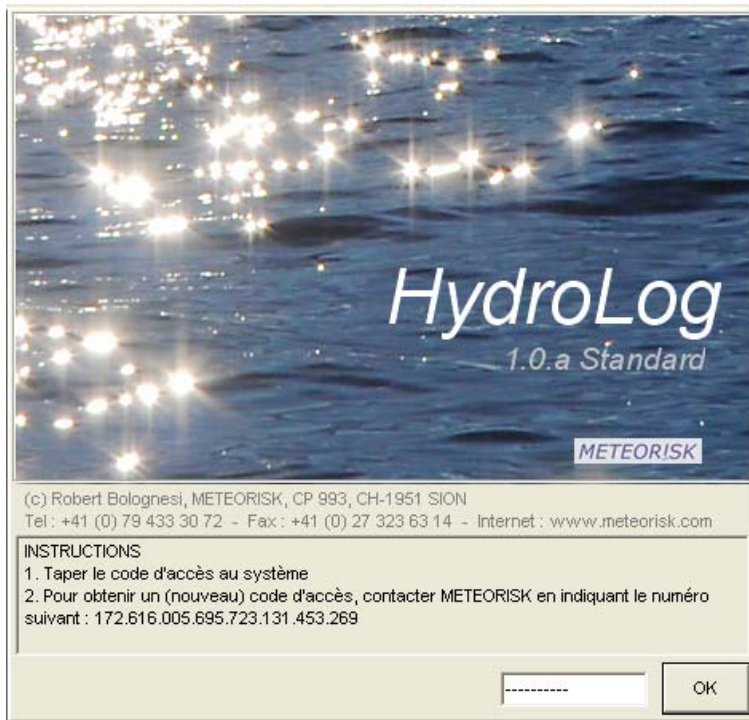 HydroLog
1.0.a Standard
METEOR!SK
(c) Robert Bolognesi, METEORISK, CP 993, CH-1951 SION
Tel : +41 (0) 79 433 30 72 - Fax : +41 (0) 27 323 63 14 - Internet : www.meteorisk.com
INSTRUCTIONS
1. Taper le code d'accès au système
2. Pour obtenir un (nouveau) code d'accès, contacter METEORISK en indiquant le numéro
suivant : 172.616.005.695.723.131.453.269
----------
OK